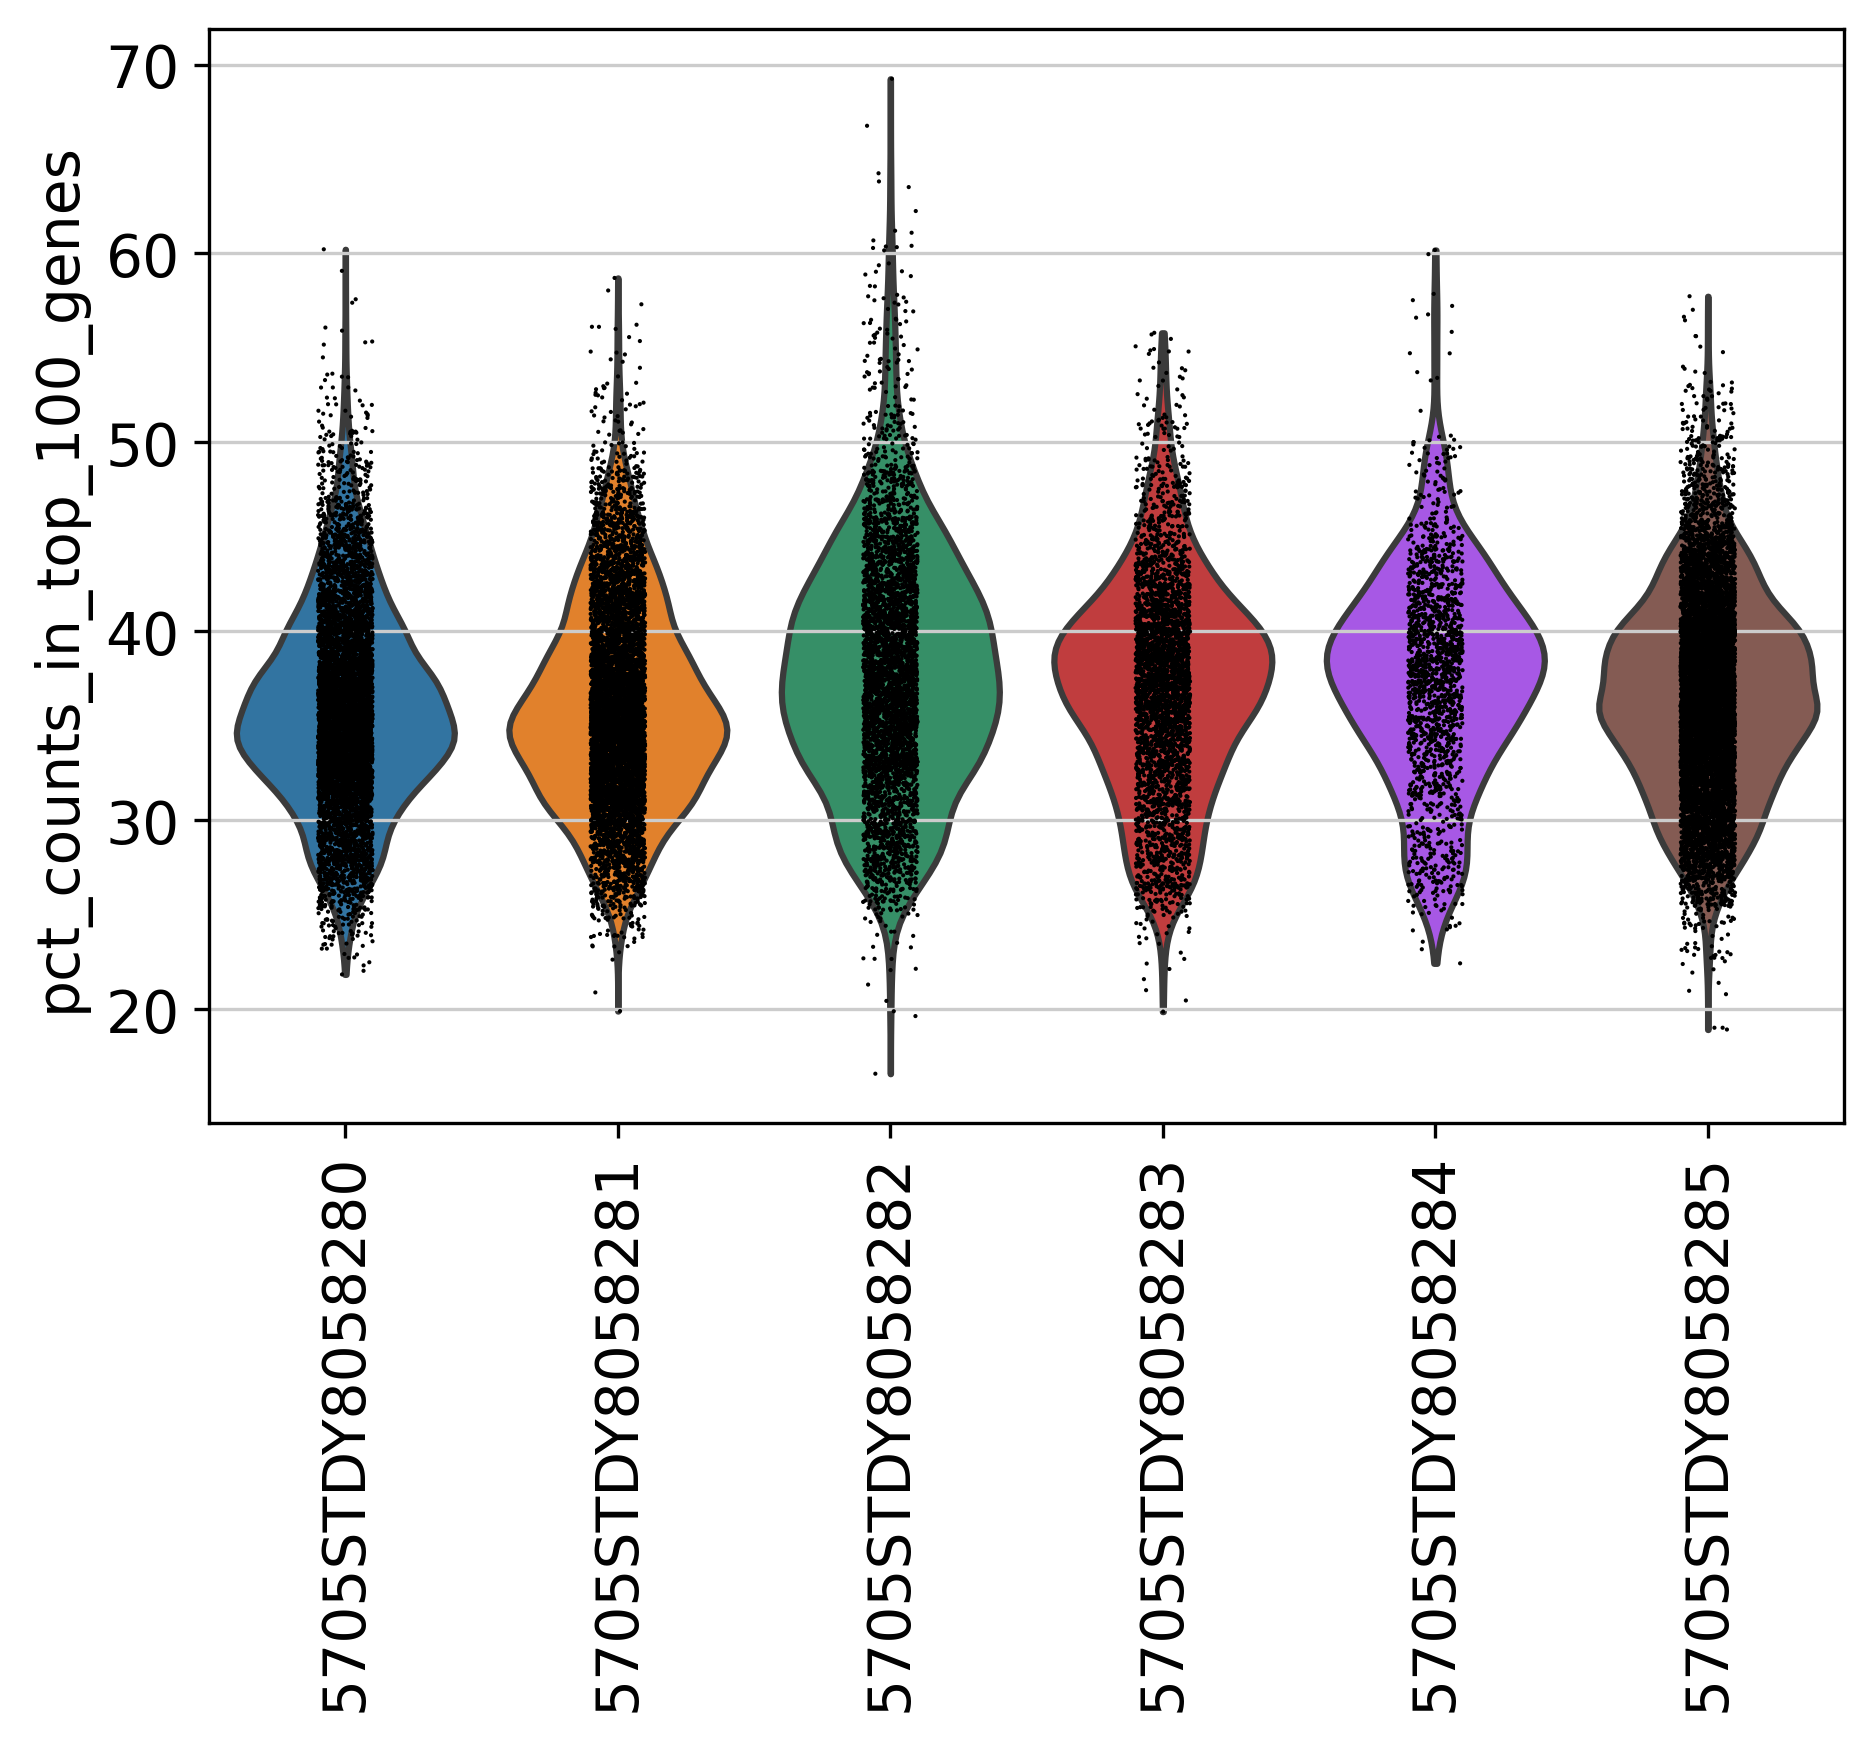 pct_counts_in_top_100_genes
70
60
50
40
30
20
5705STDY8058280
5705STDY8058281
5705STDY8058282
5705STDY8058283
5705STDY8058284
5705STDY8058285